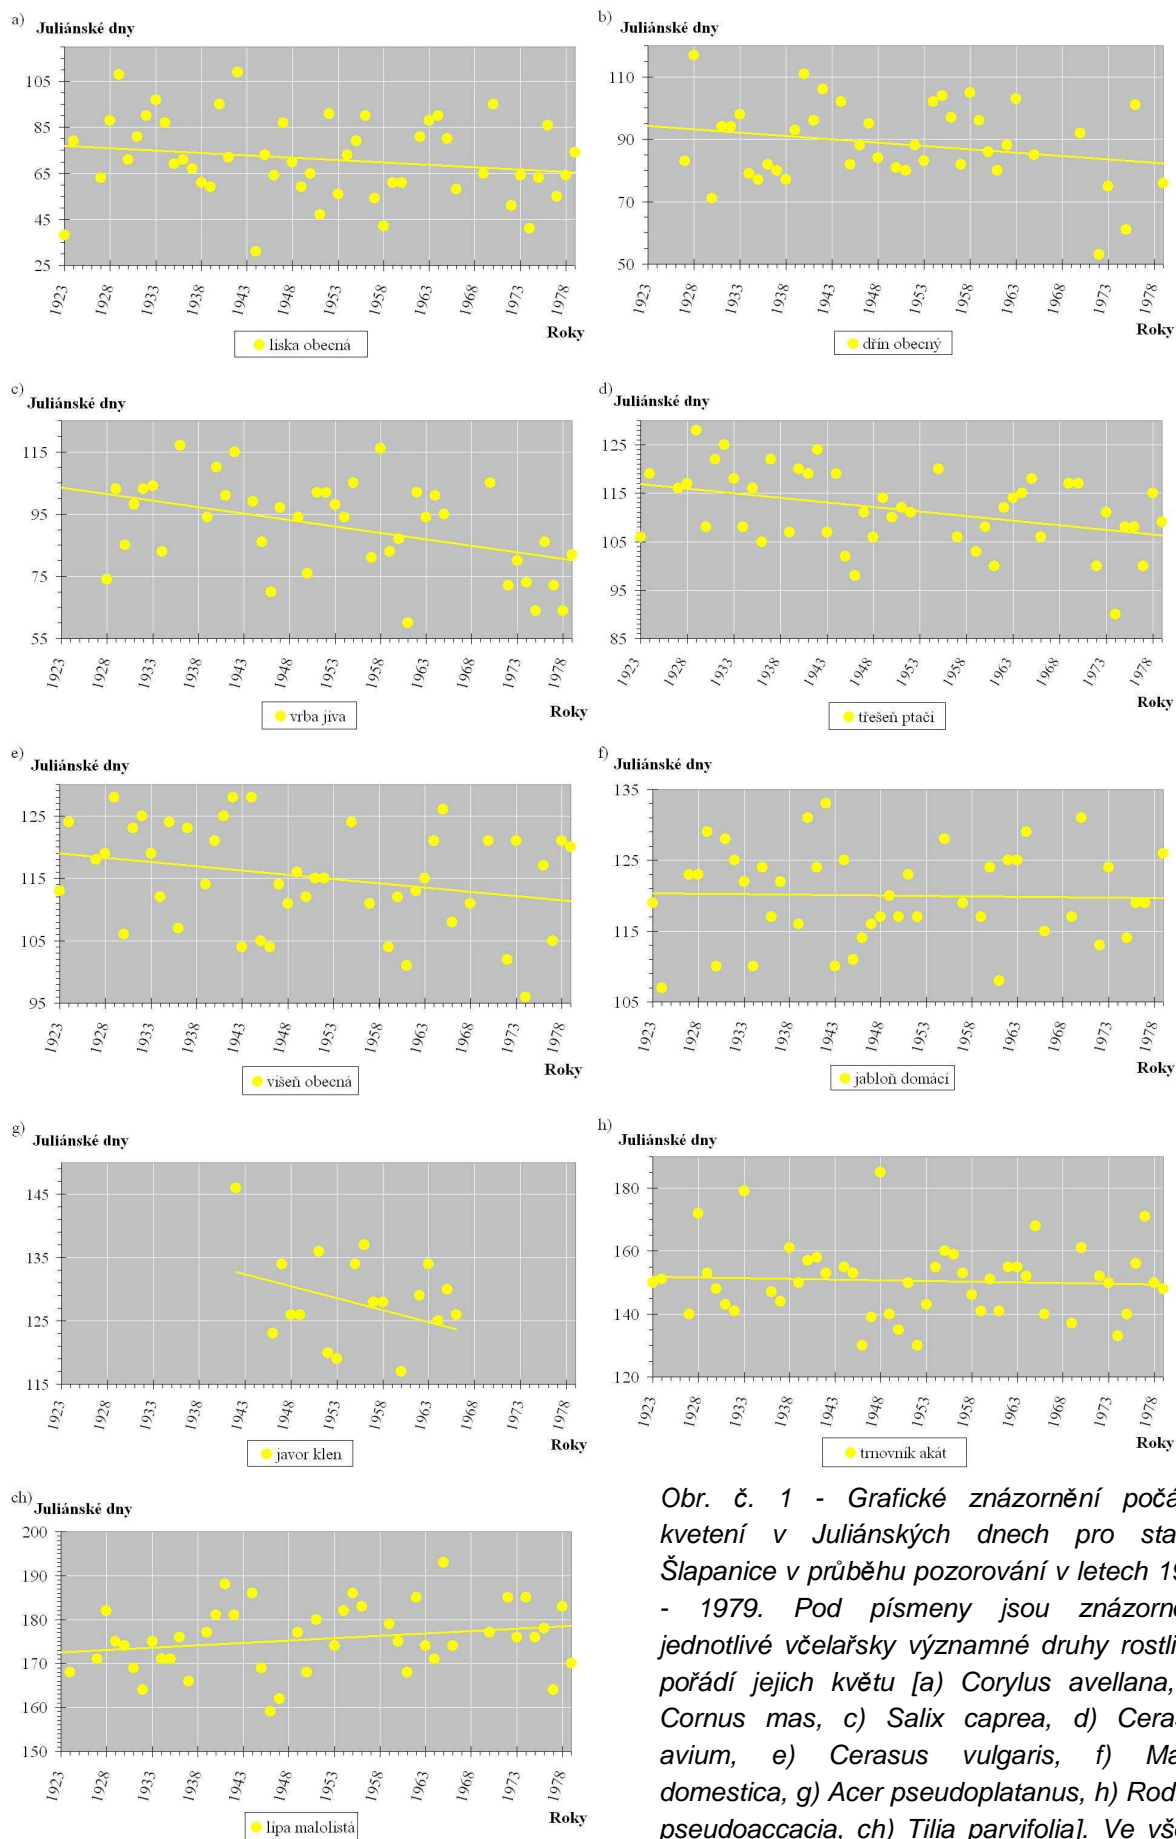 a)
Juliánské dny
105
85
65
45
25
1923 1928 1933 1938 1943 1948 1953 1958 1963 1968 1973 1978
Roky
líska obecná
b)
Juliánské dny
110
90
70
50
1923 1928 1933 1938 1943 1948 1953 1958 1963 1968 1973 1978
Roky
dřín obecný
c)
Juliánské dny
115
95
75
55
1923 1928 1933 1938 1943 1948 1953 1958 1963 1968 1973 1978
Roky
vrba jíva
d)
Juliánské dny
125
115
105
95
85
1923 1928 1933 1938 1943 1948 1953 1958 1963 1968 1973 1978
Roky
třešeň ptačí
e)
Juliánské dny
125
115
105
95
1923 1928 1933 1938 1943 1948 1953 1958 1963 1968 1973 1978
Roky
višeň obecná
f)
Juliánské dny
135
125
115
105
1923 1928 1933 1938 1943 1948 1953 1958 1963 1968 1973 1978
Roky
jabloň domácí
g)
Juliánské dny
145
135
125
115
1923 1928 1933 1938 1943 1948 1953 1958 1963 1968 1973 1978
Roky
javor klen
h)
Juliánské dny
180
160
140
120
1923 1928 1933 1938 1943 1948 1953 1958 1963 1968 1973 1978
Roky
trnovník akát
ch)
Juliánské dny
200
190
180
170
160
150
1923 1928 1933 1938 1943 1948 1953 1958 1963 1968 1973 1978
Roky
lípa malolistá
Obr. č. 1 - Grafické znázornění počá
kvetení v Juliánských dnech pro sta
Šlapanice v průběhu pozorování v letech 19
- 1979. Pod písmeny jsou znázorně
jednotlivé včelařsky významné druhy rostli
pořádí jejich květu [a) Corylus avellana,
Cornus mas, c) Salix caprea, d) Ceras
avium, e) Cerasus vulgaris, f) Ma
domestica, g) Acer pseudoplatanus, h) Rod
pseudoaccacia, ch) Tilia parvifolia]. Ve vše